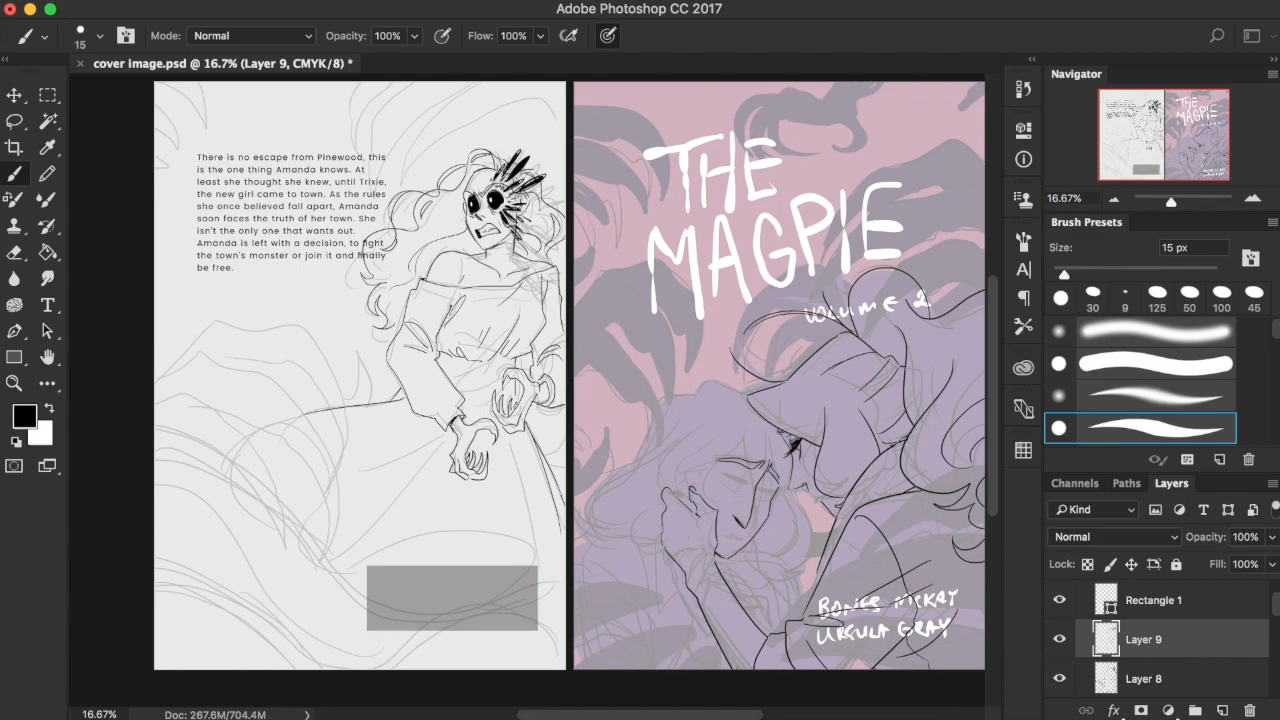 Adobe Photoshop CC 2017
15
Mode: Normal
Opacity: 100%
Flow: 100%
cover image.psd @ 16.7% (Layer 9, CMYK/8) *
There is no escape from Pinewood, this
is the one thing Amanda knows. At
least she thought she knew, until Trixie,
the new girl came to town. As the rules
she once believed fall apart, Amanda
soon faces the truth of her town. She
isn't the only one that wants out.
Amanda is left with a decision, to fight
the town's monster or join it and finally
be free.
THE
MAGPIE
VOLUME 2
BONES MCKAY
URSULA GRAY
Navigator
16.67%
Brush Presets
Size: 15 px
30 9 125 50 100 45
Channels Paths Layers
Kind
Normal Opacity: 100%
Lock: Fill: 100%
Rectangle 1
Layer 9
Layer 8
16.67% Doc: 267.6M/704.4M